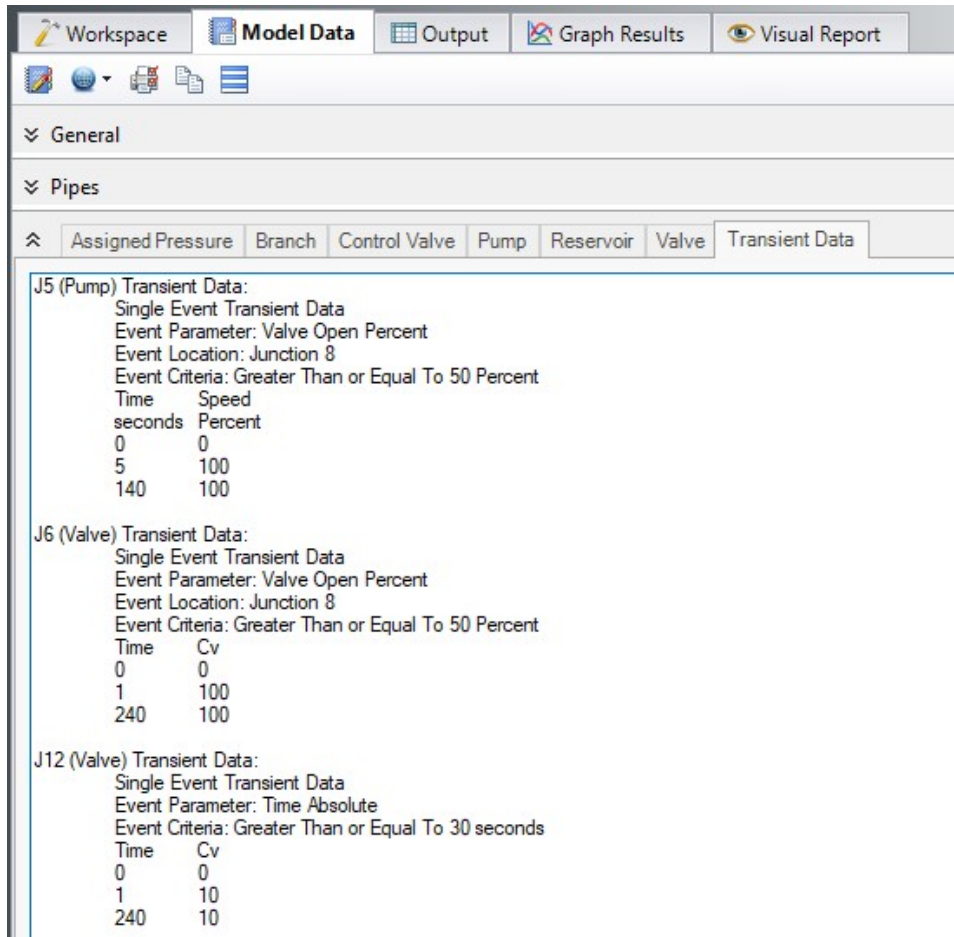 Workspace Model Data Output Graph Results Visual Report
General
Pipes
Assigned Pressure Branch Control Valve Pump Reservoir Valve Transient Data
J5 (Pump) Transient Data:
Single Event Transient Data
Event Parameter: Valve Open Percent
Event Location: Junction 8
Event Criteria: Greater Than or Equal To 50 Percent
Time Speed
seconds Percent
0 0
5 100
140 100
J6 (Valve) Transient Data:
Single Event Transient Data
Event Parameter: Valve Open Percent
Event Location: Junction 8
Event Criteria: Greater Than or Equal To 50 Percent
Time Cv
0 0
1 100
240 100
J12 (Valve) Transient Data:
Single Event Transient Data
Event Parameter: Time Absolute
Event Criteria: Greater Than or Equal To 30 seconds
Time Cv
0 0
1 10
240 10